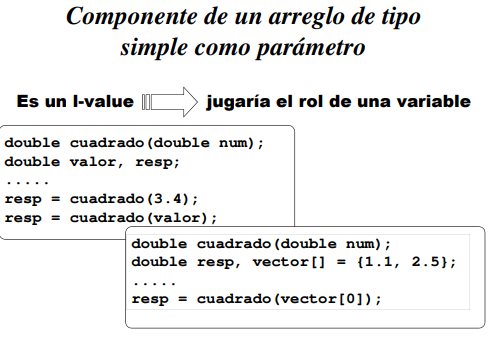 Componente de un arreglo de tipo
simple como parámetro
Es un l-value jugaría el rol de una variable
double cuadrado(double num);
double valor, resp;
.....
resp = cuadrado(3.4);
resp = cuadrado(valor);
double cuadrado(double num);
double resp, vector[] = {1.1, 2.5};
.....
resp = cuadrado(vector[0]);